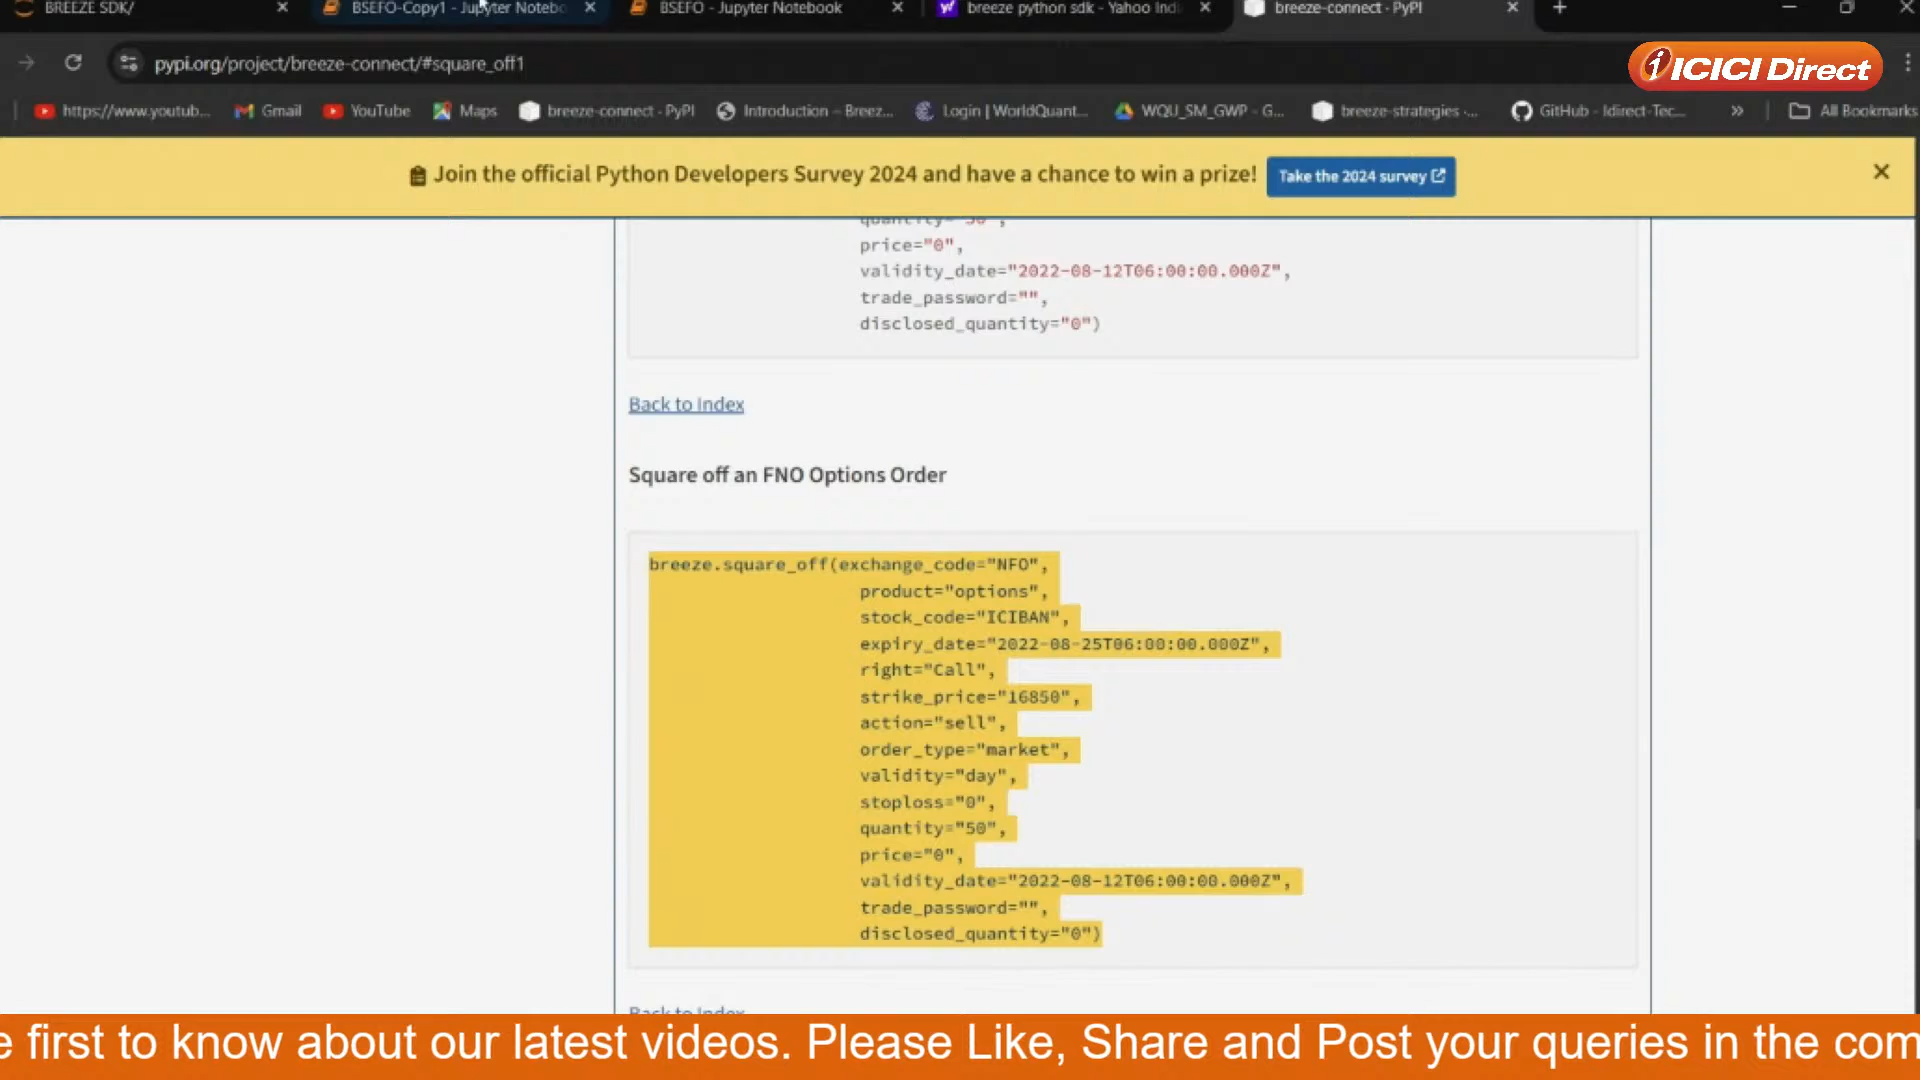 BREEZE SDK/
BSEFO-Copy1 - Jupyter Notebo
BSEFO - Jupyter Notebook
breeze python sdk - Yahoo Indi
breeze-connect · PyPI
pypi.org/project/breeze-connect/#square_off1
ICICI Direct
https://www.youtub...
Gmail
YouTube
Maps
breeze-connect · PyPI
Introduction – Breez...
Login | WorldQuant...
WQU_SM_GWP - G...
breeze-strategies ·...
GitHub - Idirect-Tec...
All Bookmarks
Join the official Python Developers Survey 2024 and have a chance to win a prize!
Take the 2024 survey
quantity="50",
price="0",
validity_date="2022-08-12T06:00:00.000Z",
trade_password="",
disclosed_quantity="0")
Back to Index
Square off an FNO Options Order
breeze.square_off(exchange_code="NFO",
product="options",
stock_code="ICIBAN",
expiry_date="2022-08-25T06:00:00.000Z",
right="Call",
strike_price="16850",
action="sell",
order_type="market",
validity="day",
stoploss="0",
quantity="50",
price="0",
validity_date="2022-08-12T06:00:00.000Z",
trade_password="",
disclosed_quantity="0")
Back to Index
e first to know about our latest videos. Please Like, Share and Post your queries in the com